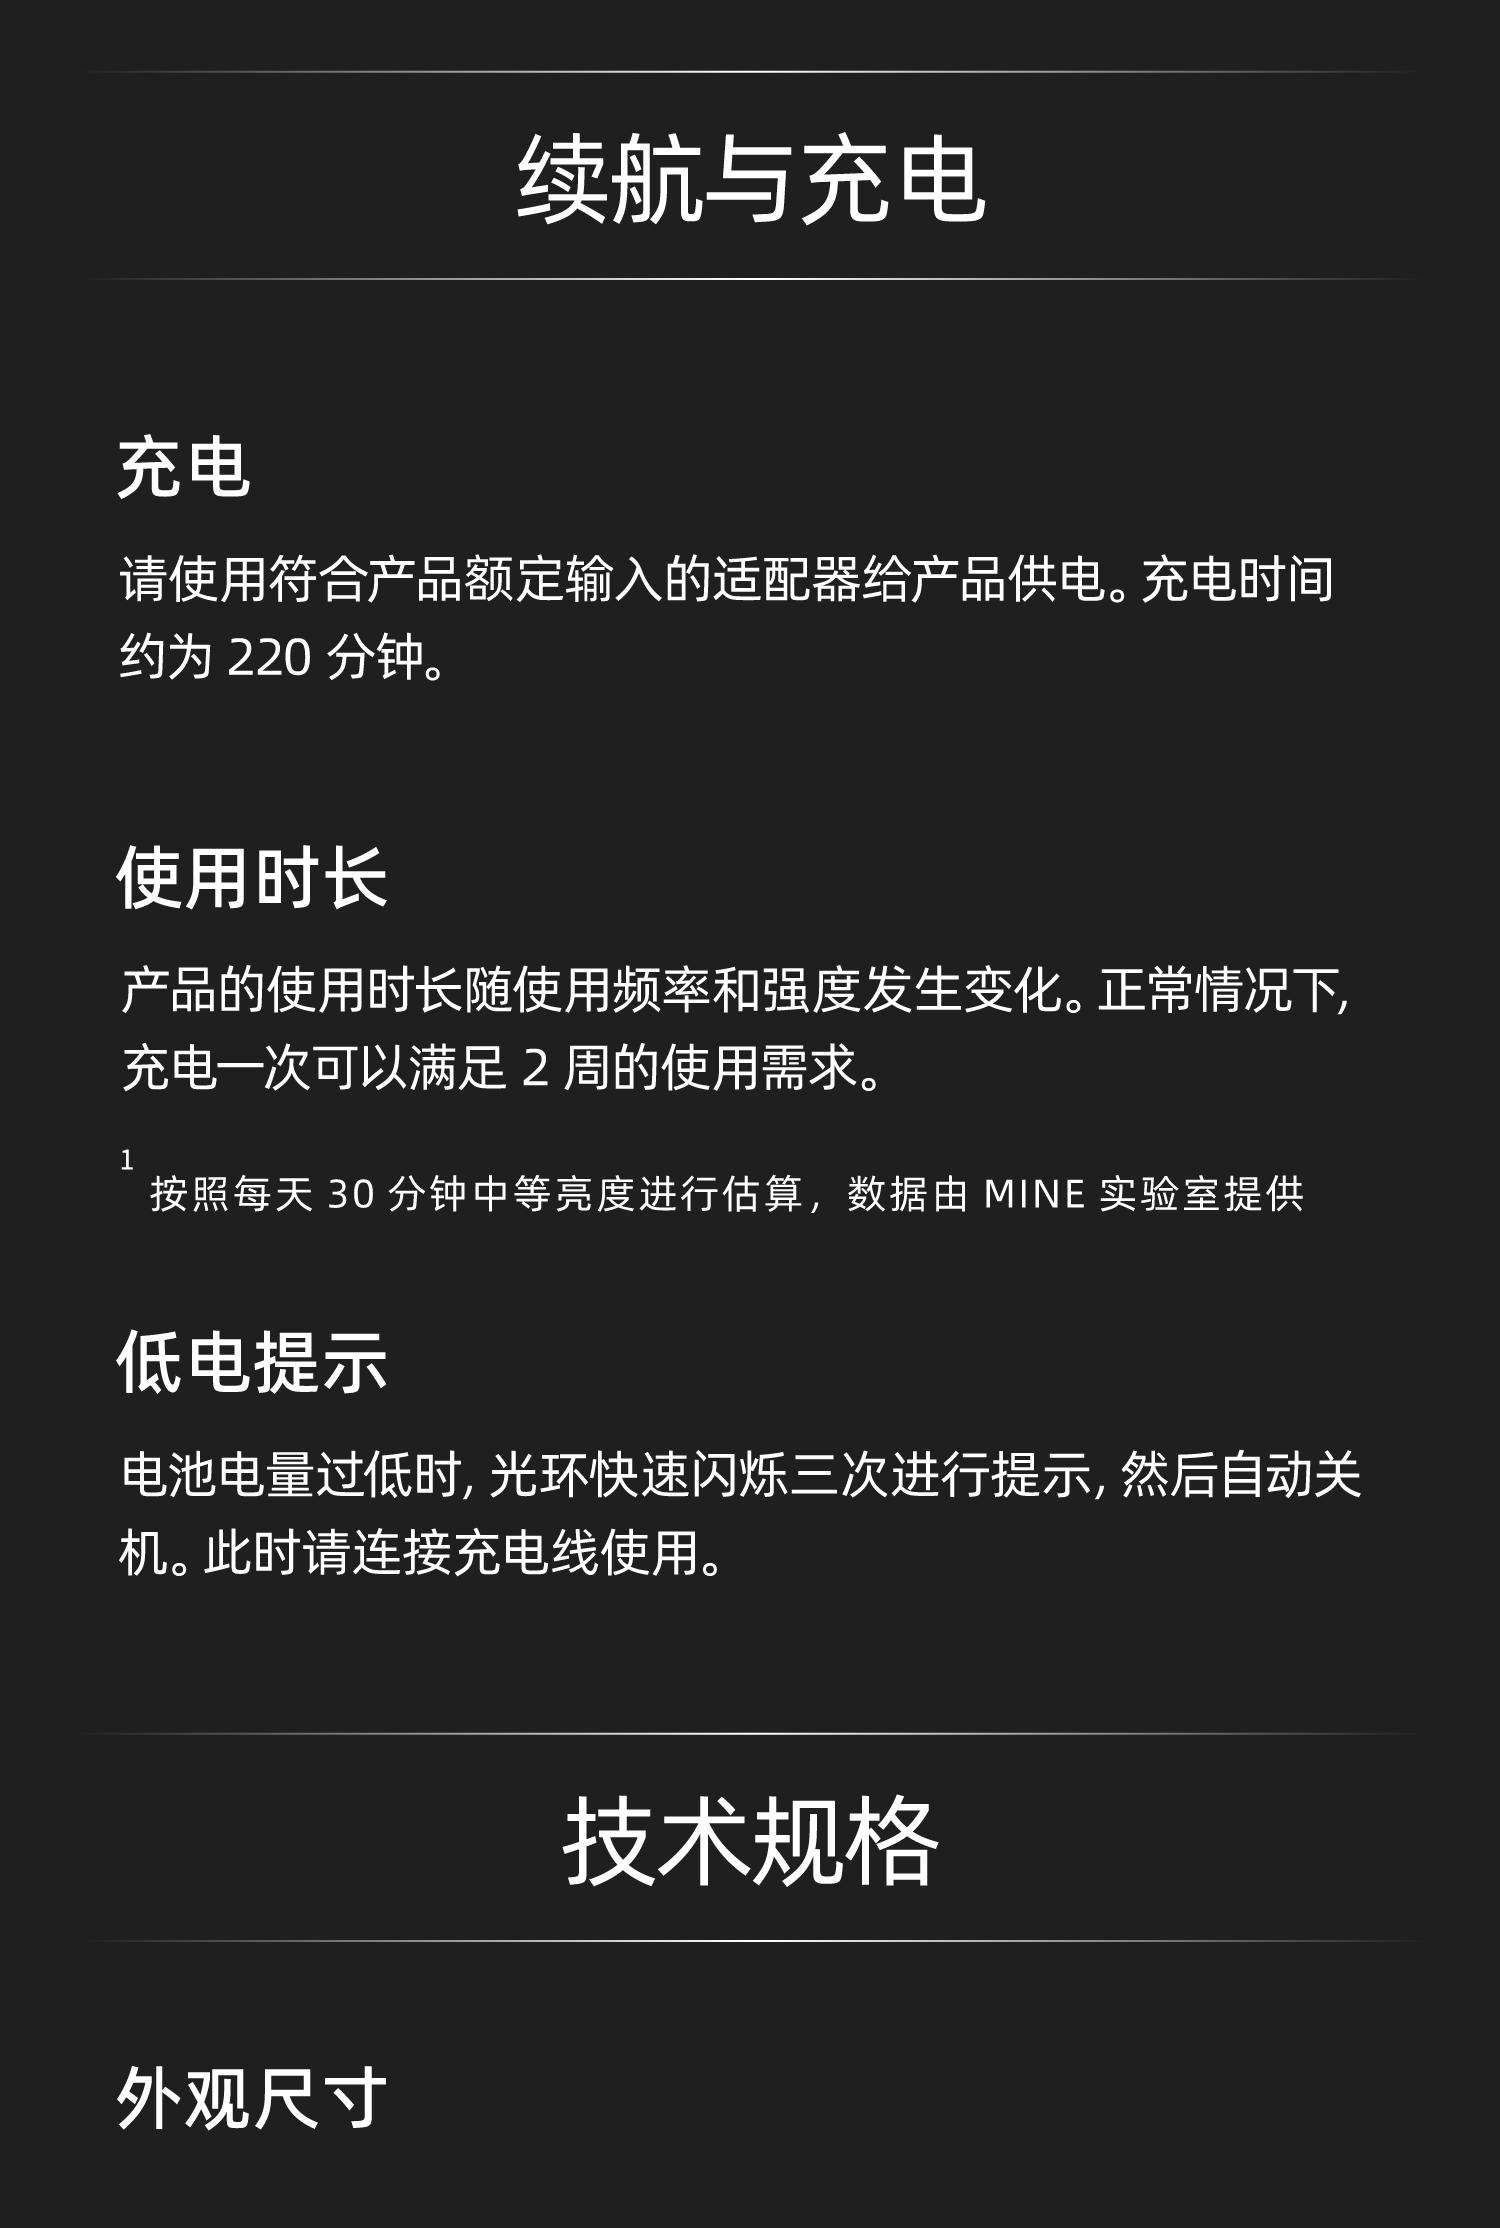 续航与充电
充电
请使用符合产品额定输入的适配器给产品供电。充电时间
约为 220 分钟。
使用时长
产品的使用时长随使用频率和强度发生变化。正常情况下,
充电一次可以满足 2 周的使用需求。
1 按照每天 30 分钟中等亮度进行估算，数据由 MINE 实验室提供
低电提示
电池电量过低时, 光环快速闪烁三次进行提示, 然后自动关
机。此时请连接充电线使用。
技术规格
外观尺寸